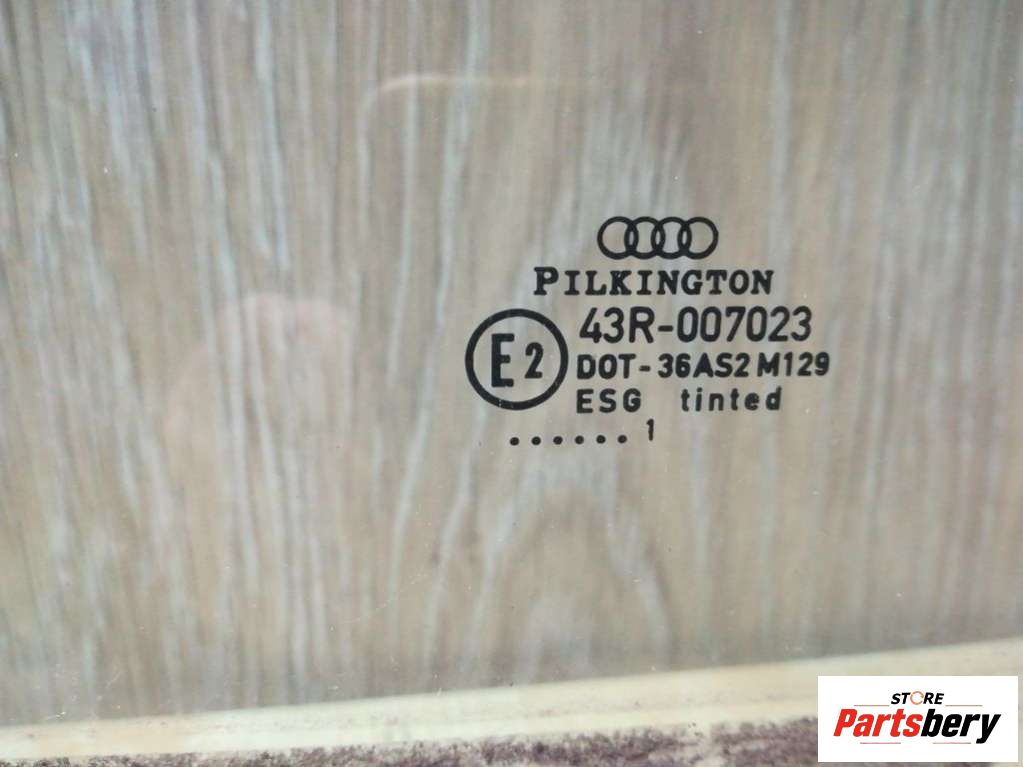 PILKINGTON
E2
43R-007023
DOT-36AS2 M129
ESG tinted
...... 1
STORE
Partsbery